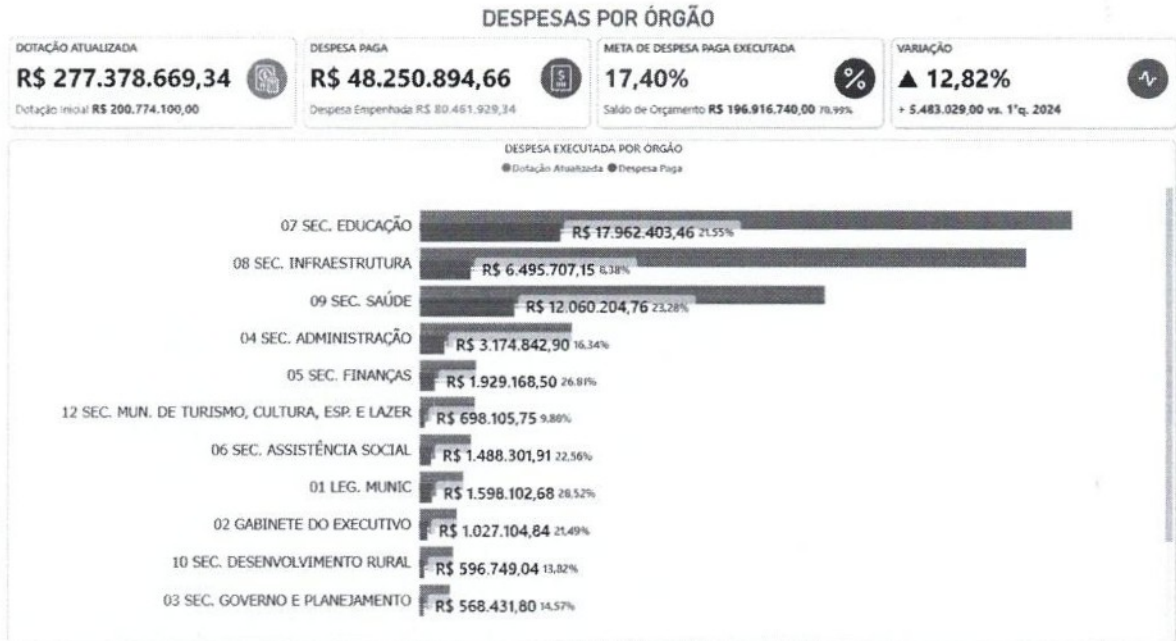 DESPESAS POR ÓRGÃO
DOTAÇÃO ATUALIZADA
R$ 277.378.669,34
Dotação Inicial R$ 200.774.100,00
DESPESA PAGA
R$ 48.250.894,66
Despesa Empenhada R$ 80.461.929,34
META DE DESPESA PAGA EXECUTADA
17,40%
Saldo de Orçamento R$ 196.916.740,00 70,99%
VARIAÇÃO
▲ 12,82%
+ 5.483.029,00 vs. 1°q. 2024
DESPESA EXECUTADA POR ÓRGÃO
Dotação Atualizada Despesa Paga
07 SEC. EDUCAÇÃO R$ 17.962.403,46 21,55%
08 SEC. INFRAESTRUTURA R$ 6.495.707,15 8,38%
09 SEC. SAÚDE R$ 12.060.204,76 23,28%
04 SEC. ADMINISTRAÇÃO R$ 3.174.842,90 16,34%
05 SEC. FINANÇAS R$ 1.929.168,50 26,81%
12 SEC. MUN. DE TURISMO, CULTURA, ESP. E LAZER R$ 698.105,75 9,80%
06 SEC. ASSISTÊNCIA SOCIAL R$ 1.488.301,91 22,56%
01 LEG. MUNIC R$ 1.598.102,68 28,52%
02 GABINETE DO EXECUTIVO R$ 1.027.104,84 21,49%
10 SEC. DESENVOLVIMENTO RURAL R$ 596.749,04 13,82%
03 SEC. GOVERNO E PLANEJAMENTO R$ 568.431,80 14,57%